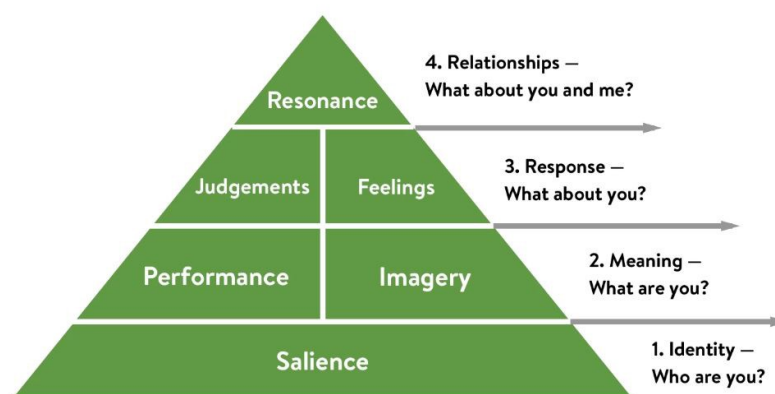 4. Relationships —
What about you and me?
Resonance
3. Response —
What about you?
Judgements
Feelings
2. Meaning —
What are you?
Performance
Imagery
1. Identity —
Who are you?
Salience